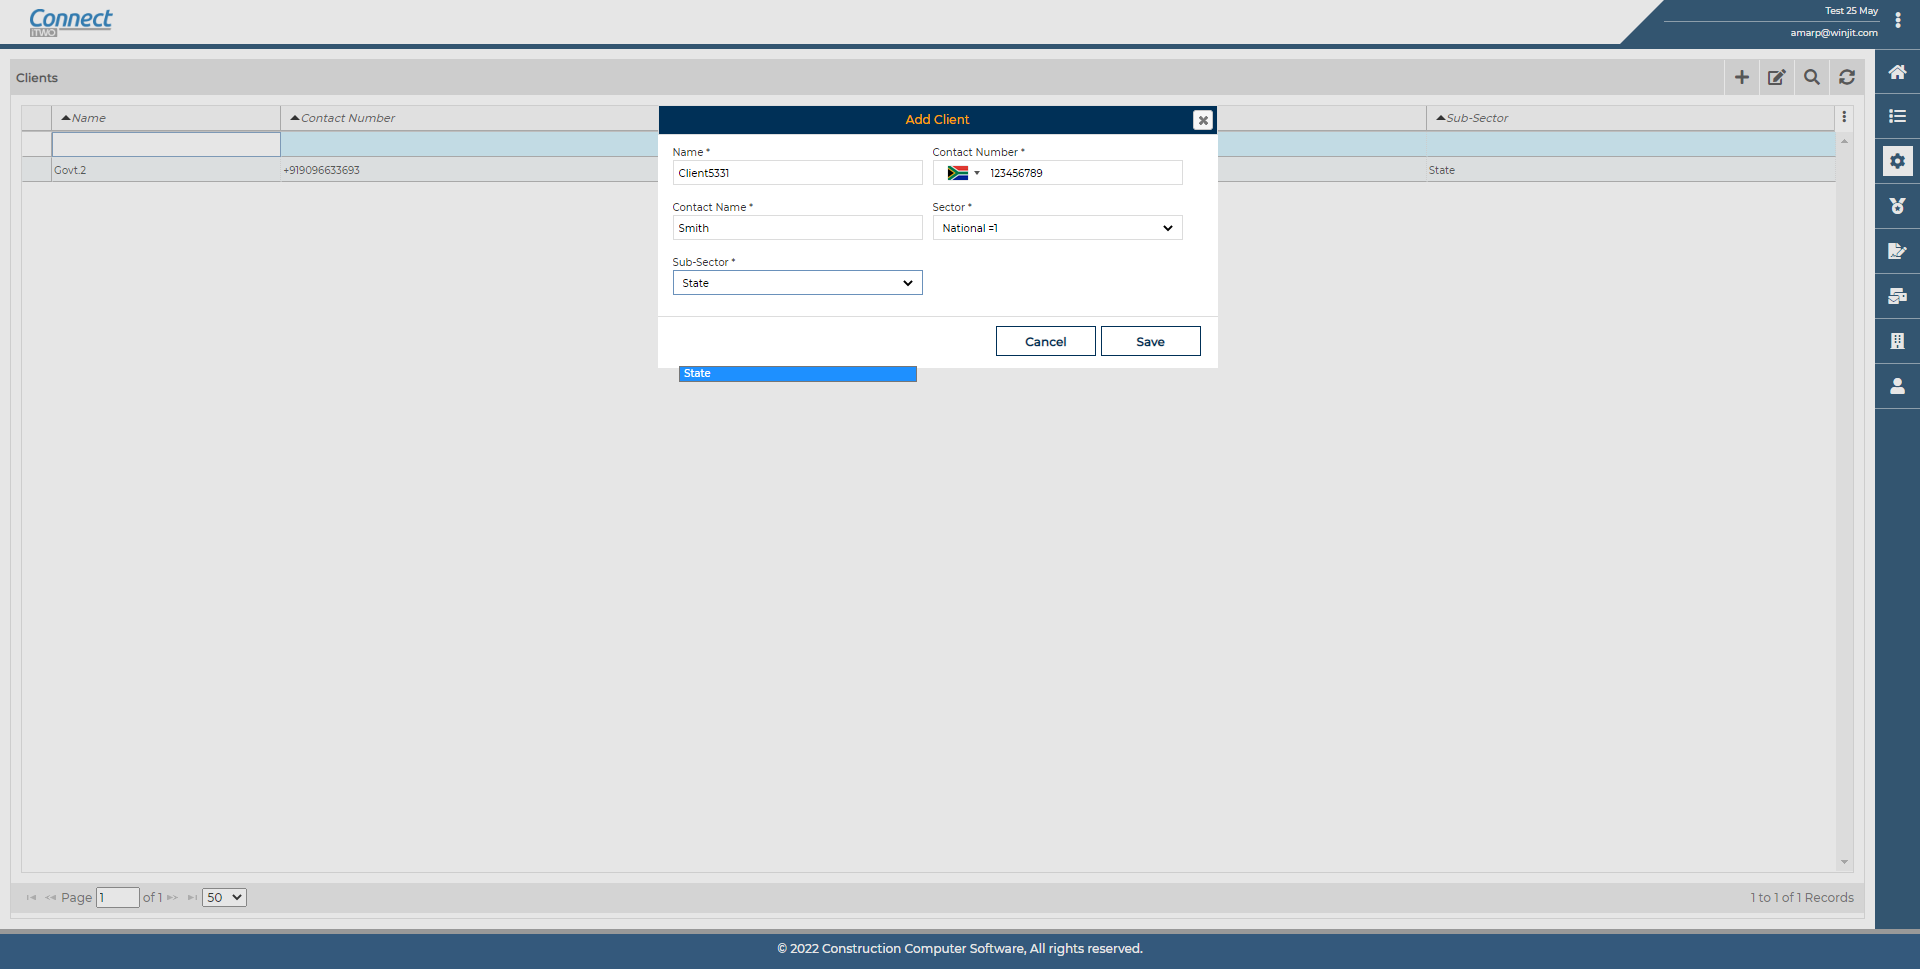 Connect
iTWO
Test 25 May
amarp@winjit.com
Clients
Name
Contact Number
Sub-Sector
Govt.2
+919096633693
State
Add Client
Name *
Contact Number *
Client5331
123456789
Contact Name *
Sector *
Smith
National =1
Sub-Sector *
State
Cancel
Save
State
Page 1 of 1 50
1 to 1 of 1 Records
© 2022 Construction Computer Software, All rights reserved.